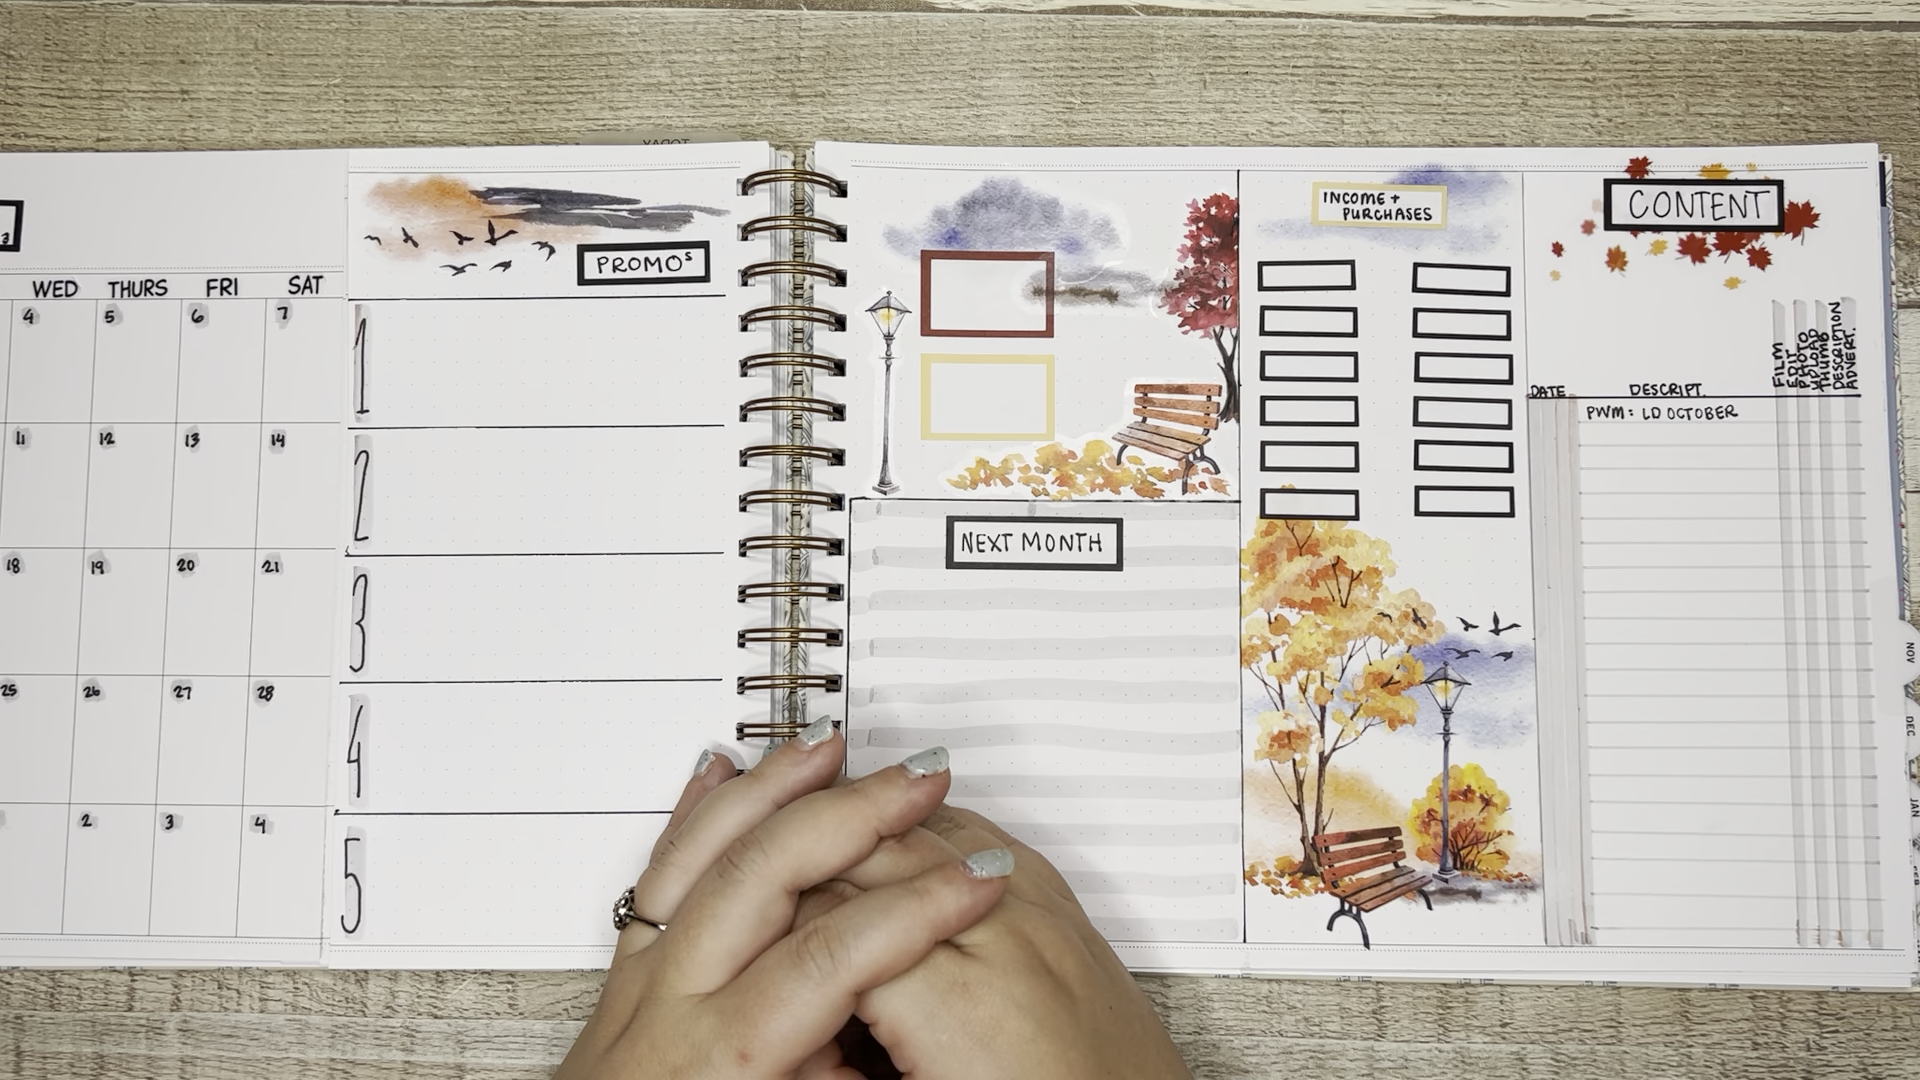 TODAY
3
WED THURS FRI SAT
4 5 6 7
11 12 13 14
18 19 20 21
25 26 27 28
2 3 4
PROMOS
1
2
3
4
5
NEXT MONTH
INCOME +
PURCHASES
CONTENT
FILM
EDIT
PHOTO
UPLOAD
THUMB
DESCRIPTION
ADVERT.
DATE DESCRIPT.
PWM: LD OCTOBER
NOV
DEC
JAN